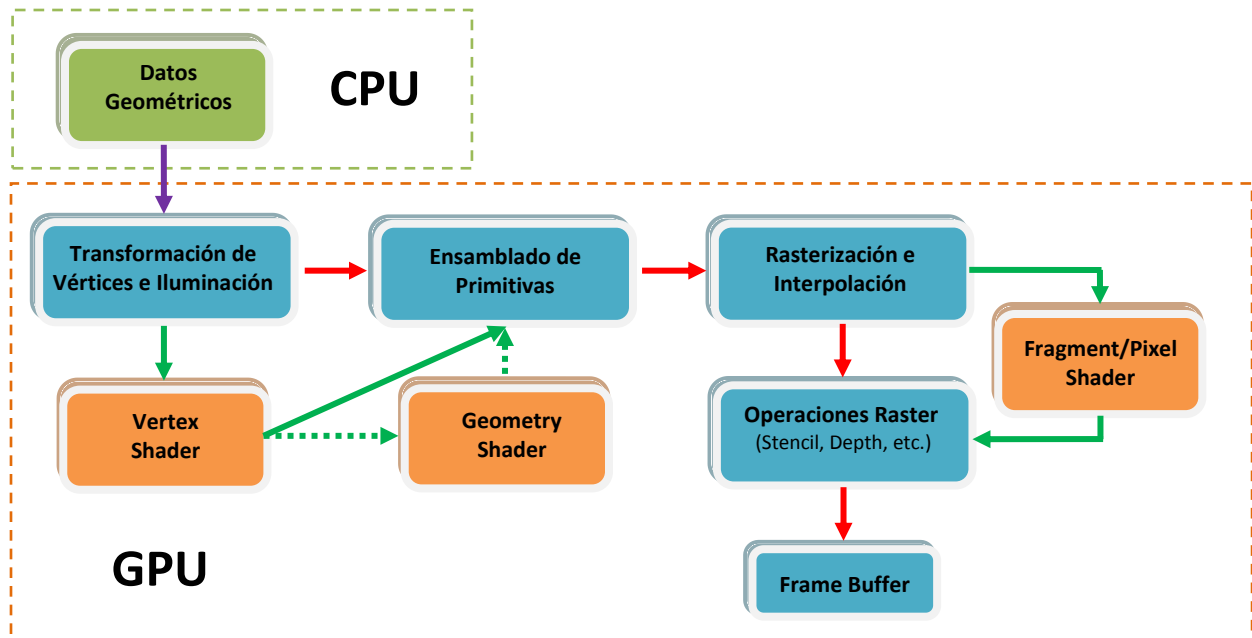 Datos
Geométricos
CPU
Transformación de
Vértices e Iluminación
Ensamblado de
Primitivas
Rasterización e
Interpolación
Fragment/Pixel
Shader
Vertex
Shader
Geometry
Shader
Operaciones Raster
(Stencil, Depth, etc.)
GPU
Frame Buffer